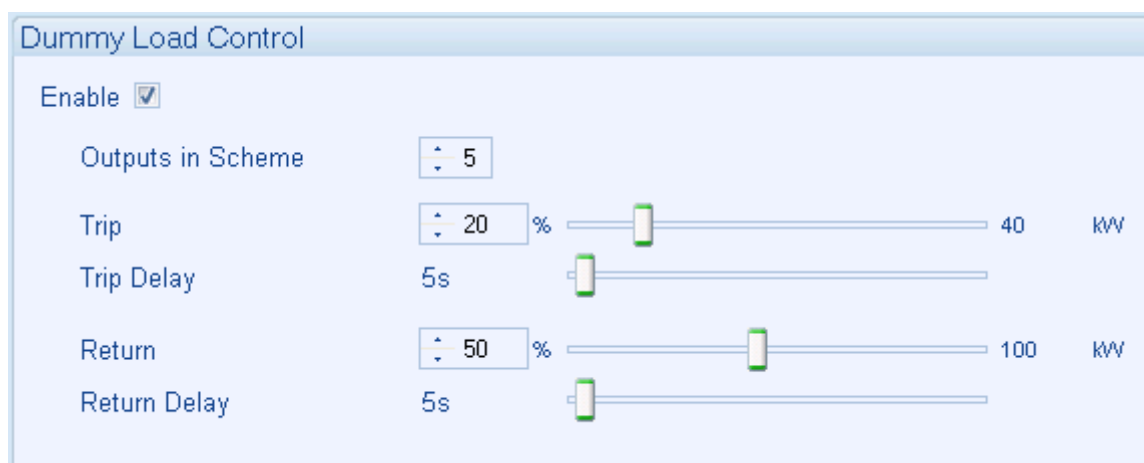 Dummy Load Control
Enable
Outputs in Scheme 5
Trip 20 % 40 kW
Trip Delay 5s
Return 50 % 100 kW
Return Delay 5s